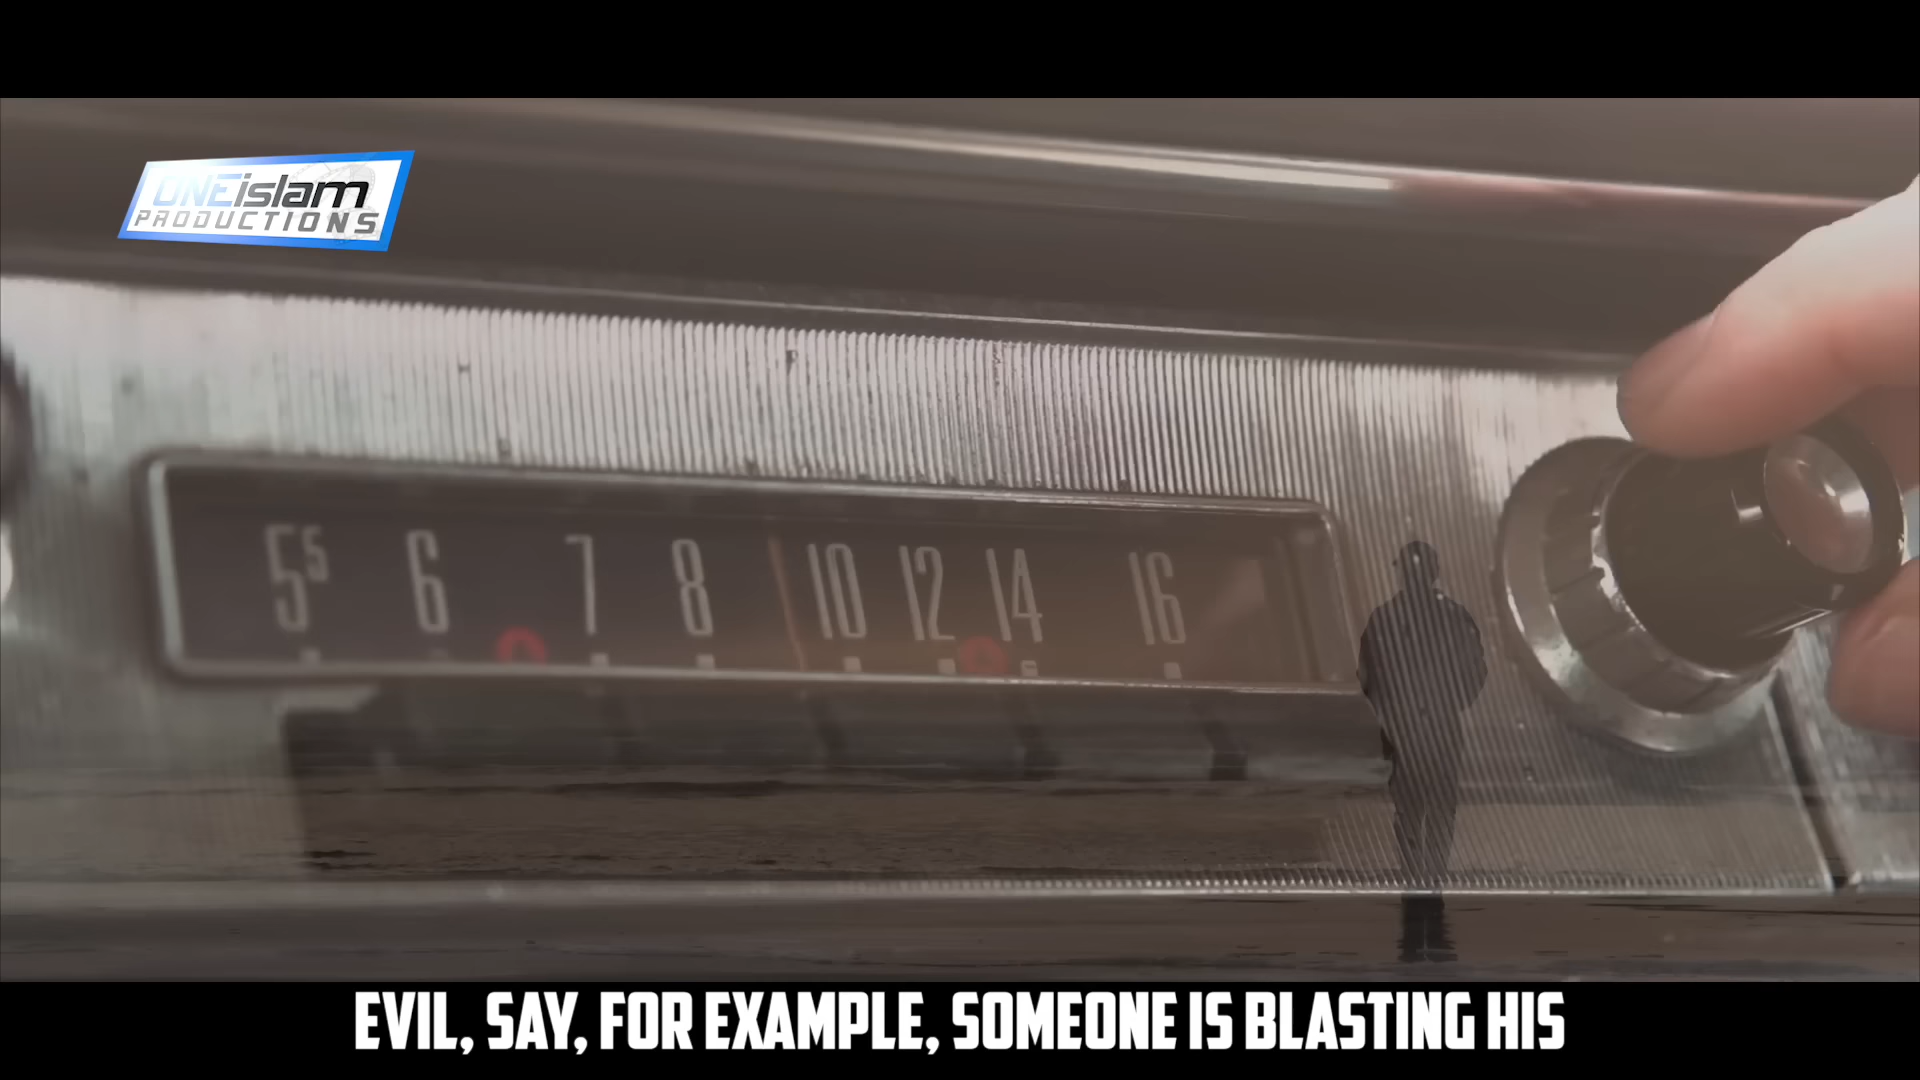 ONEislam
PRODUCTIONS
5⁵ 6 7 8 10 12 14 16
EVIL, SAY, FOR EXAMPLE, SOMEONE IS BLASTING HIS